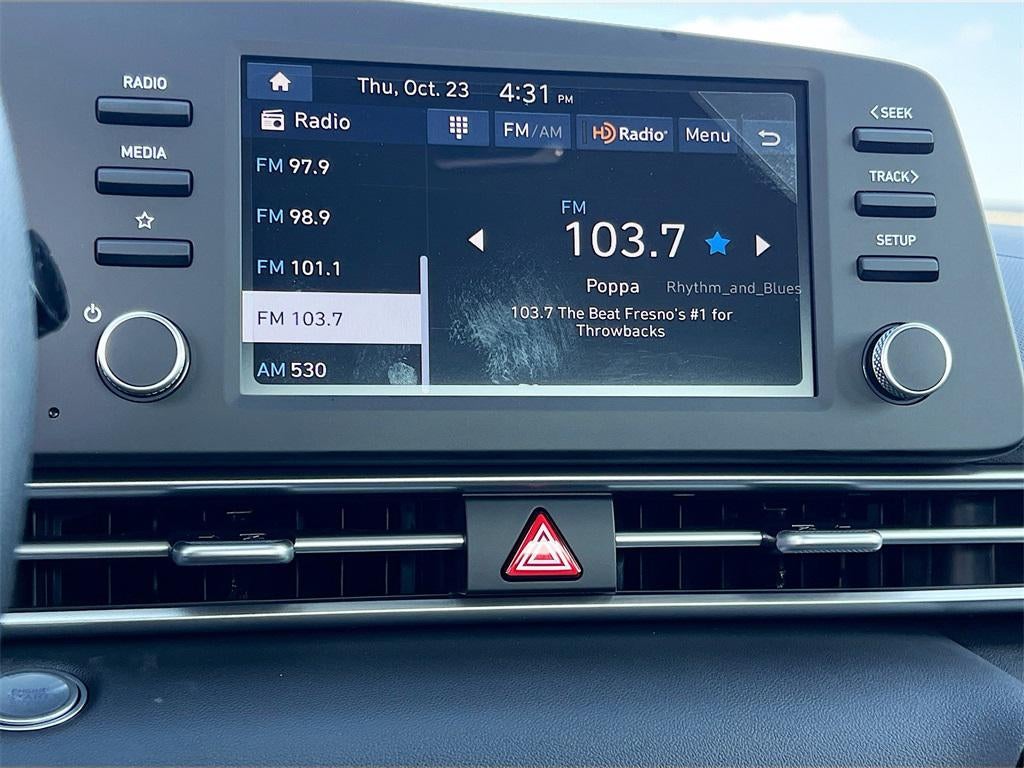 RADIO
MEDIA
Thu, Oct. 23 4:31 PM
Radio FM/AM HD Radio® Menu
FM 97.9
FM 98.9
FM 101.1
FM 103.7
AM 530
FM
103.7
Poppa Rhythm_and_Blues
103.7 The Beat Fresno's #1 for
Throwbacks
<SEEK
TRACK>
SETUP
ENGINE
START